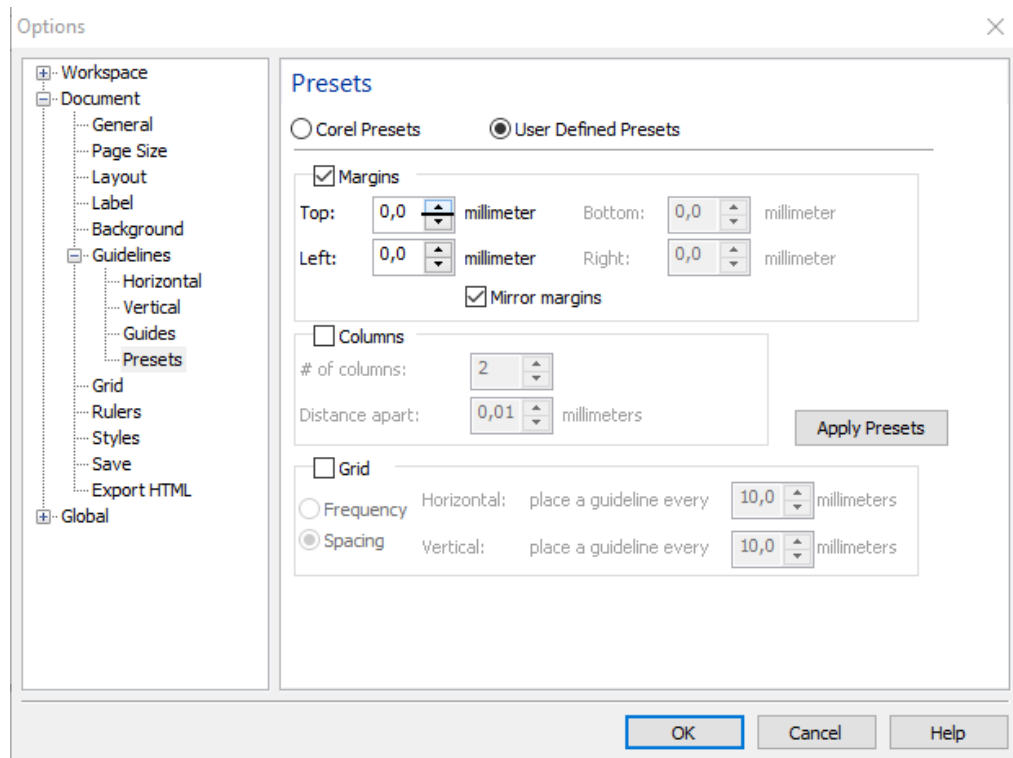 Options
Workspace
Document
General
Page Size
Layout
Label
Background
Guidelines
Horizontal
Vertical
Guides
Presets
Grid
Rulers
Styles
Save
Export HTML
Global
Presets
Corel Presets User Defined Presets
Margins
Top: 0,0 millimeter Bottom: 0,0 millimeter
Left: 0,0 millimeter Right: 0,0 millimeter
Mirror margins
Columns
# of columns: 2
Distance apart: 0,01 millimeters
Apply Presets
Grid
Frequency Horizontal: place a guideline every 10,0 millimeters
Spacing Vertical: place a guideline every 10,0 millimeters
OK Cancel Help